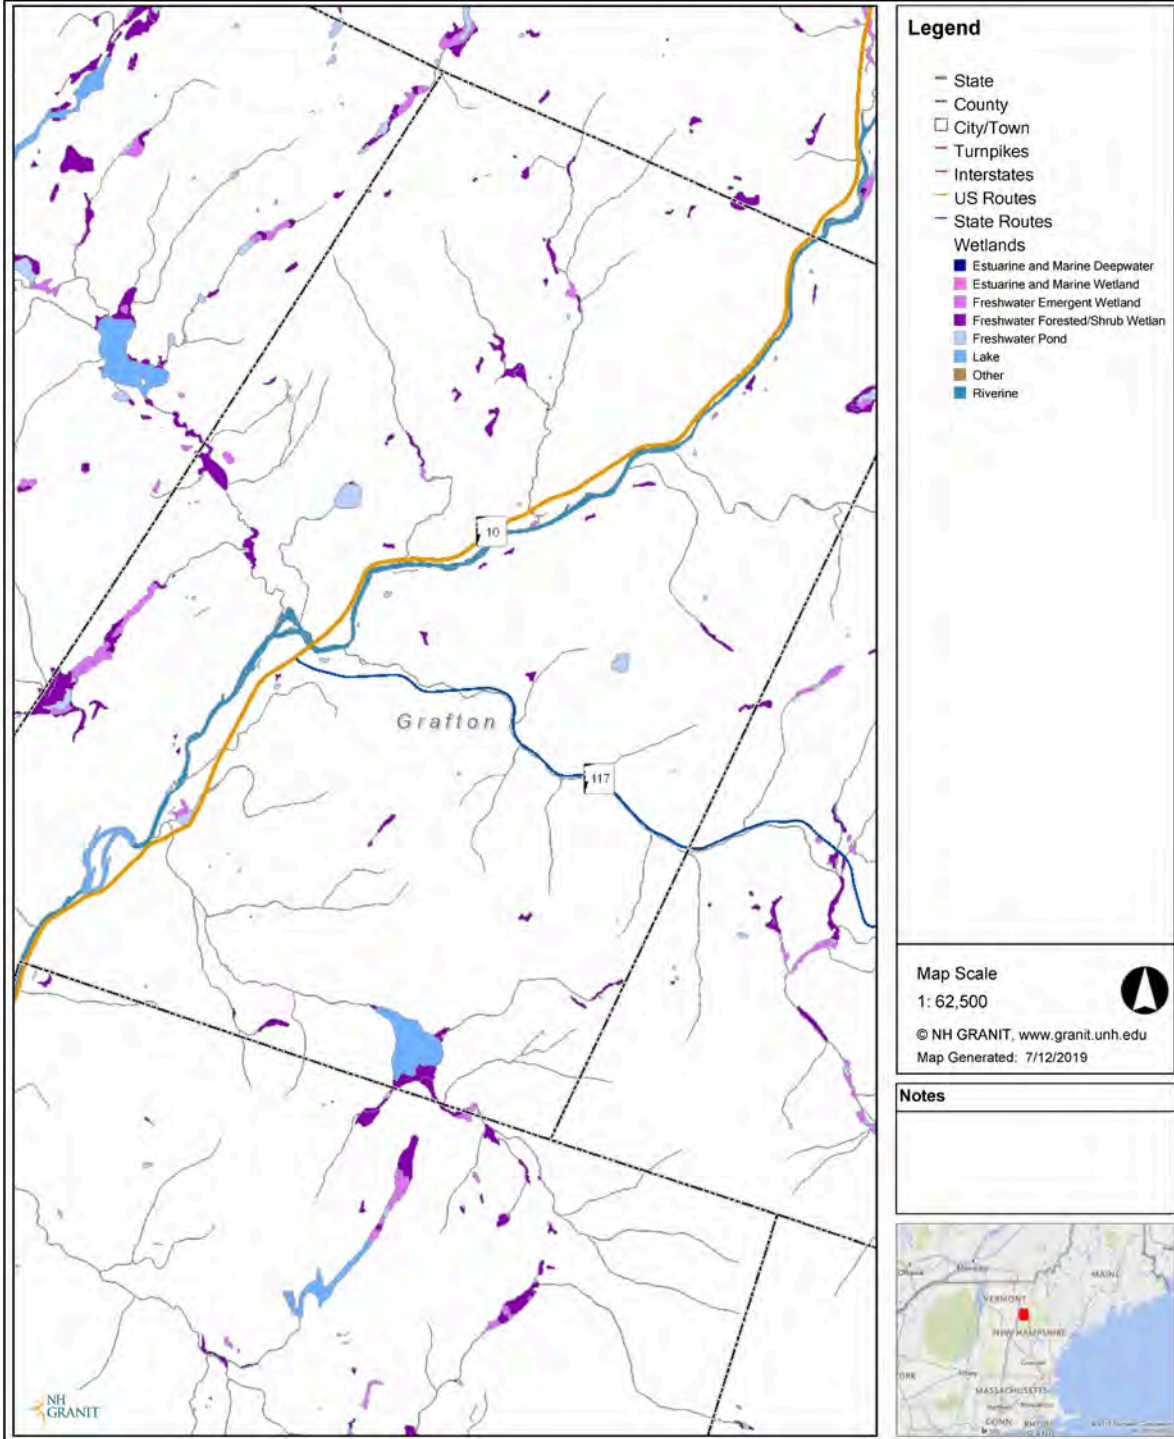 Legend
State
County
City/Town
Turnpikes
Interstates
US Routes
State Routes
Wetlands
Estuarine and Marine Deepwater
Estuarine and Marine Wetland
Freshwater Emergent Wetland
Freshwater Forested/Shrub Wetlan
Freshwater Pond
Lake
Other
Riverine
10
Grafton
117
Map Scale
1: 62,500
© NH GRANIT, www.granit.unh.edu
Map Generated: 7/12/2019
Notes
MAINE
VERMONT
NEW HAMPSHIRE
Concord
Albany
MASSACHUSETTS
CONN
NH
GRANIT